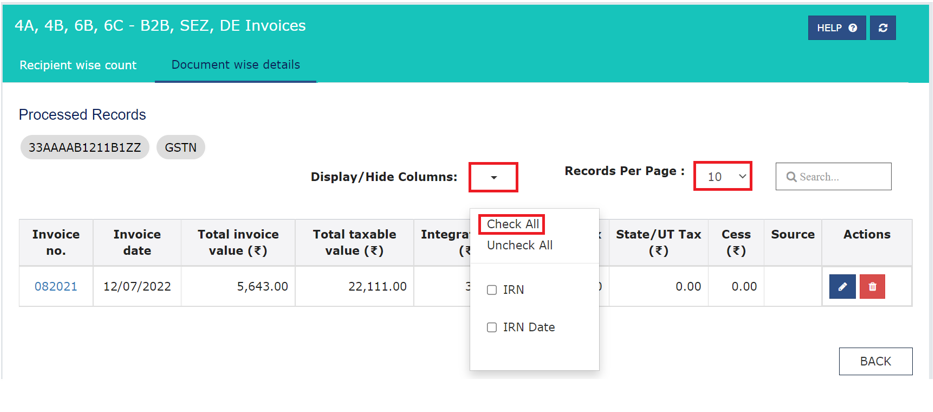 4A, 4B, 6B, 6C - B2B, SEZ, DE Invoices
HELP
Recipient wise count
Document wise details
Processed Records
33AAAAB1211B1ZZ
GSTN
Display/Hide Columns:
Records Per Page :
10
Search...
Check All
Uncheck All
IRN
IRN Date
Invoice no.
Invoice date
Total invoice value (₹)
Total taxable value (₹)
State/UT Tax (₹)
Cess (₹)
Source
Actions
082021
12/07/2022
5,643.00
22,111.00
0.00
0.00
BACK